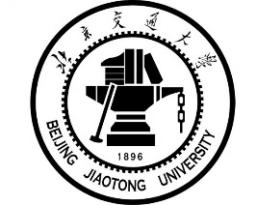 北京交通大学
1896
BEIJING JIAOTONG UNIVERSITY